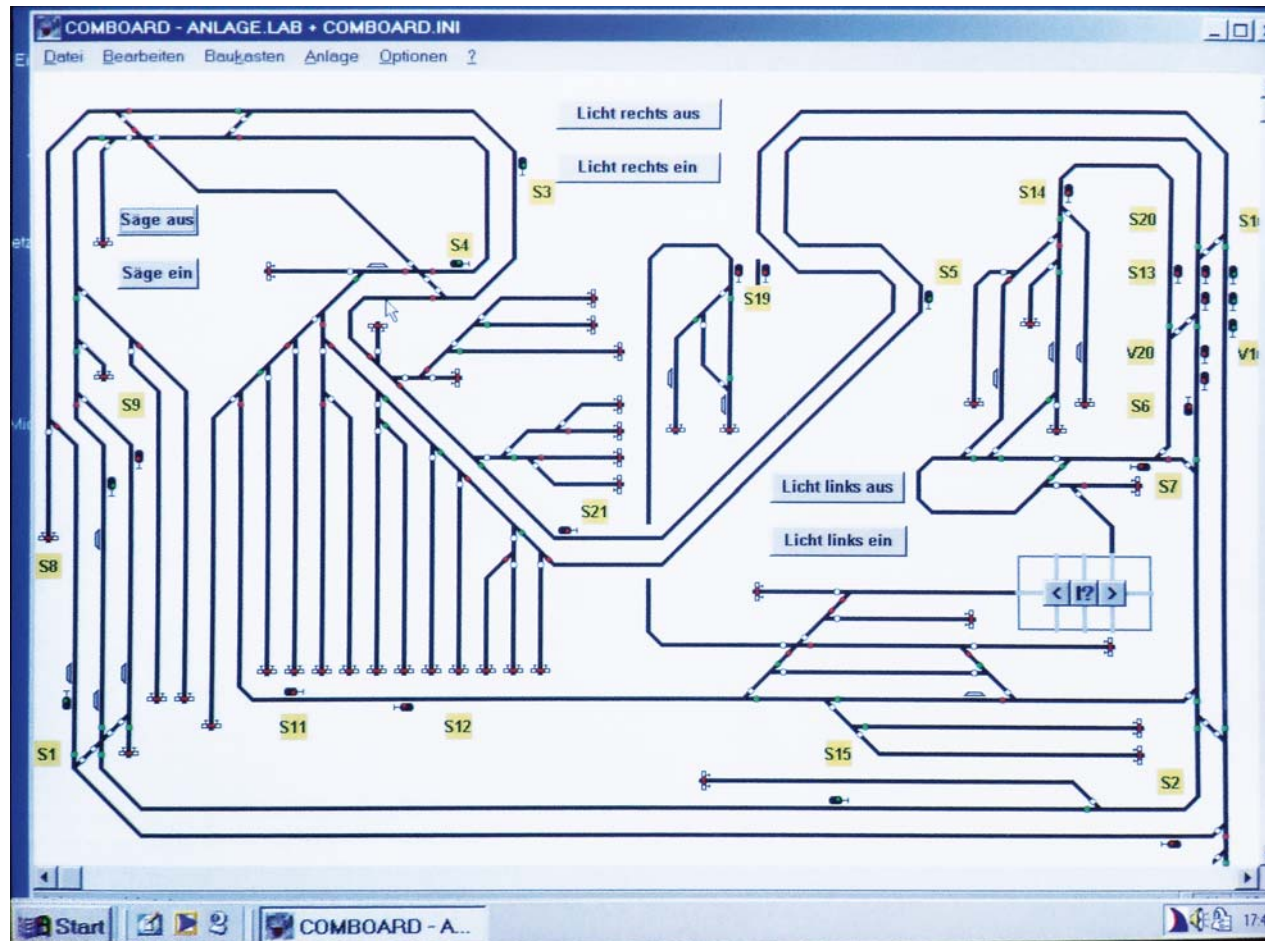 COMBOARD - ANLAGE.LAB + COMBOARD.INI
Datei Bearbeiten Baukasten Anlage Optionen ?
Licht rechts aus
Licht rechts ein
S3
S14
S20
Säge aus
S4
Säge ein
S19
S5
S13
V20
S9
S6
Licht links aus
S7
S21
Licht links ein
S8
< !? >
S11
S12
S1
S15
S2
Start
COMBOARD - A...